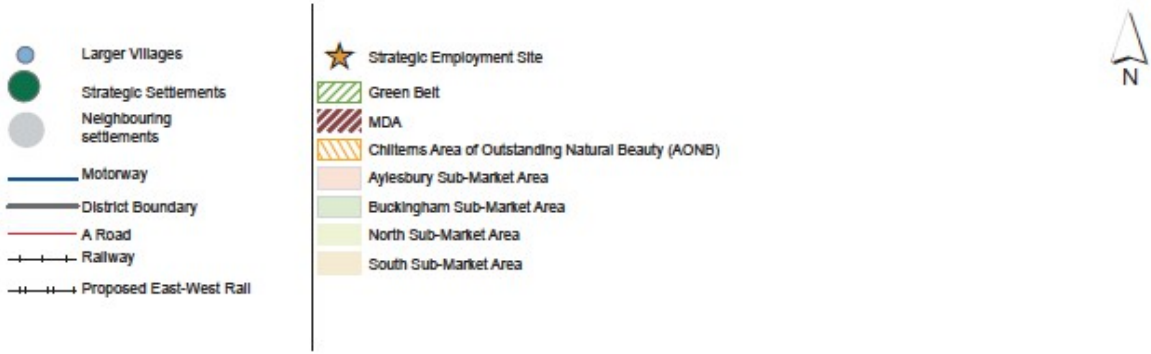 Larger Villages
Strategic Settlements
Neighbouring
settlements
Motorway
District Boundary
A Road
Railway
Proposed East-West Rail
Strategic Employment Site
Green Belt
MDA
Chilterns Area of Outstanding Natural Beauty (AONB)
Aylesbury Sub-Market Area
Buckingham Sub-Market Area
North Sub-Market Area
South Sub-Market Area
N